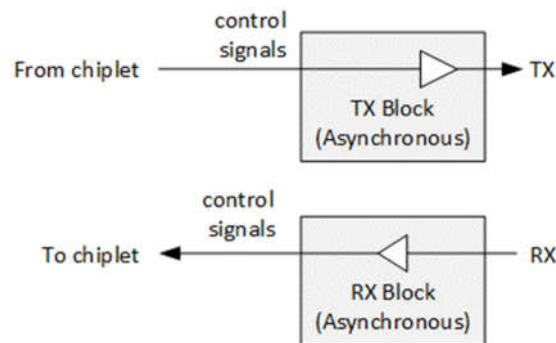 control
signals
From chiplet
TX
TX Block
(Asynchronous)
control
signals
To chiplet
RX
RX Block
(Asynchronous)